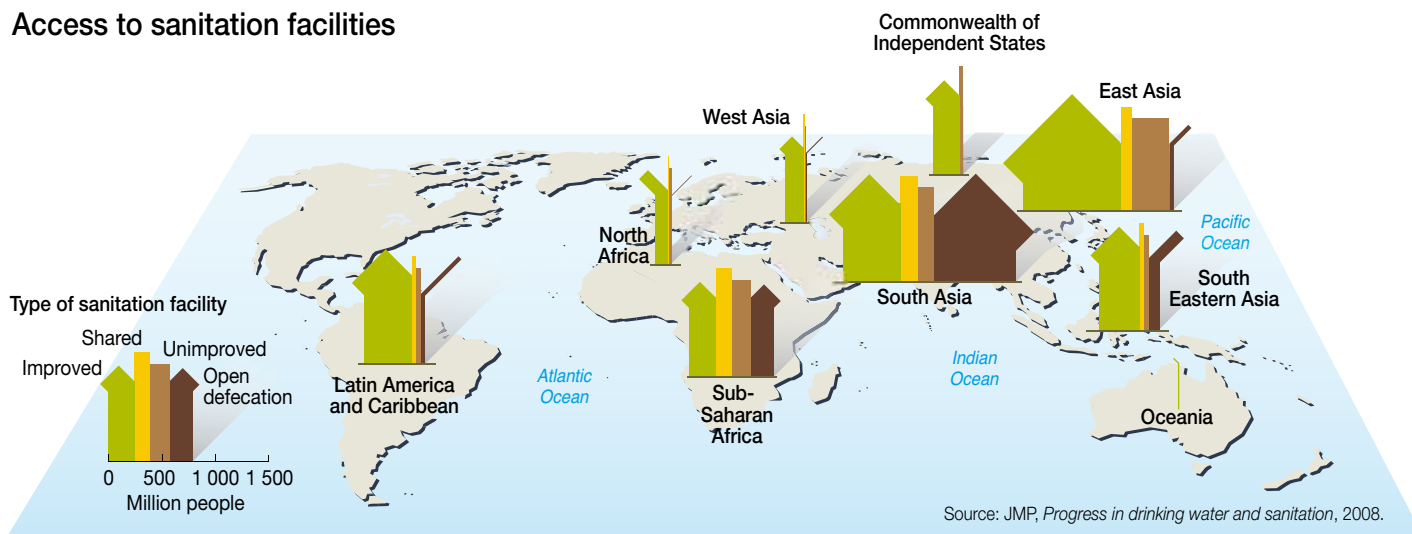 Access to sanitation facilities
Commonwealth of
Independent States
East Asia
West Asia
North
Africa
Pacific
Ocean
South
Eastern Asia
South Asia
Type of sanitation facility
Shared
Unimproved
Improved
Open
defecation
0 500 1 000 1 500
Million people
Latin America
and Caribbean
Atlantic
Ocean
Sub-
Saharan
Africa
Indian
Ocean
Oceania
Source: JMP, Progress in drinking water and sanitation, 2008.